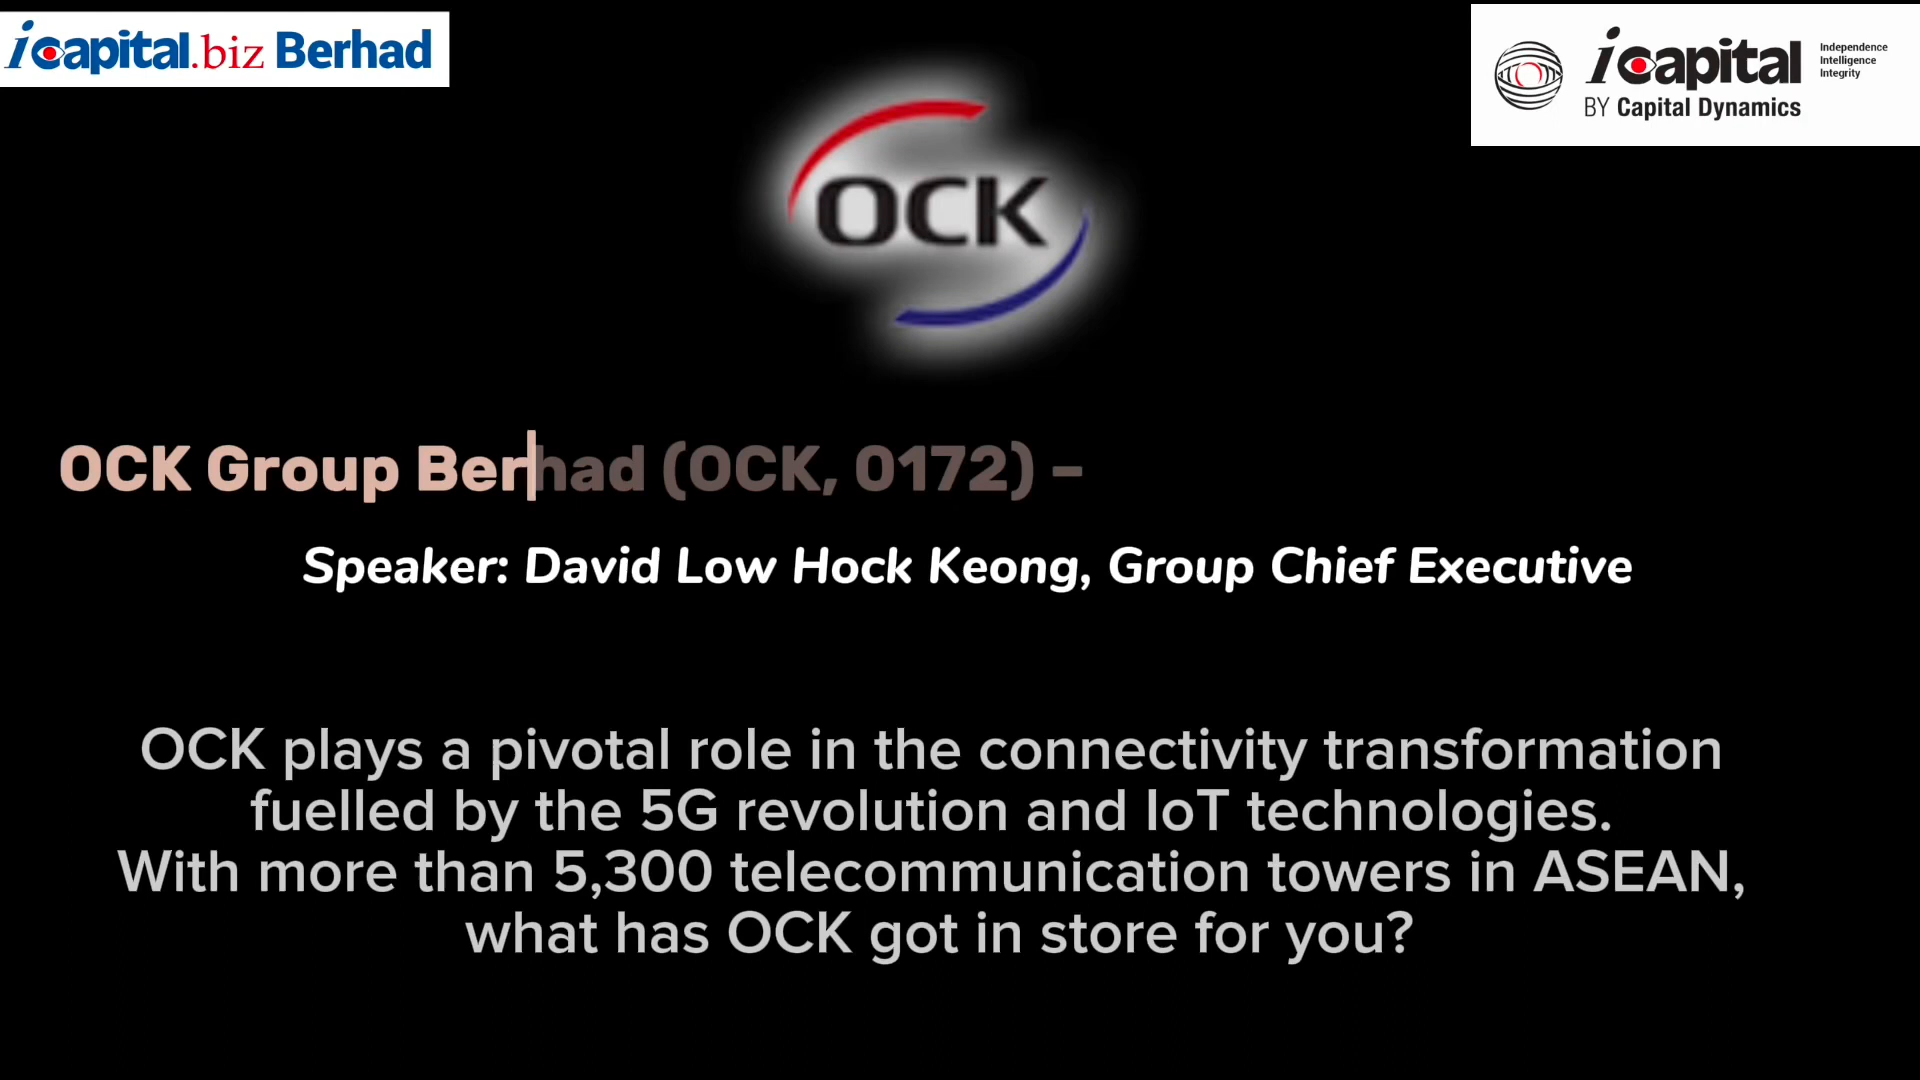 icapital.biz Berhad
icapital
BY Capital Dynamics
Independence
Intelligence
Integrity
OCK
OCK Group Berhad (OCK, 0172) –
Speaker: David Low Hock Keong, Group Chief Executive
OCK plays a pivotal role in the connectivity transformation
fuelled by the 5G revolution and IoT technologies.
With more than 5,300 telecommunication towers in ASEAN,
what has OCK got in store for you?